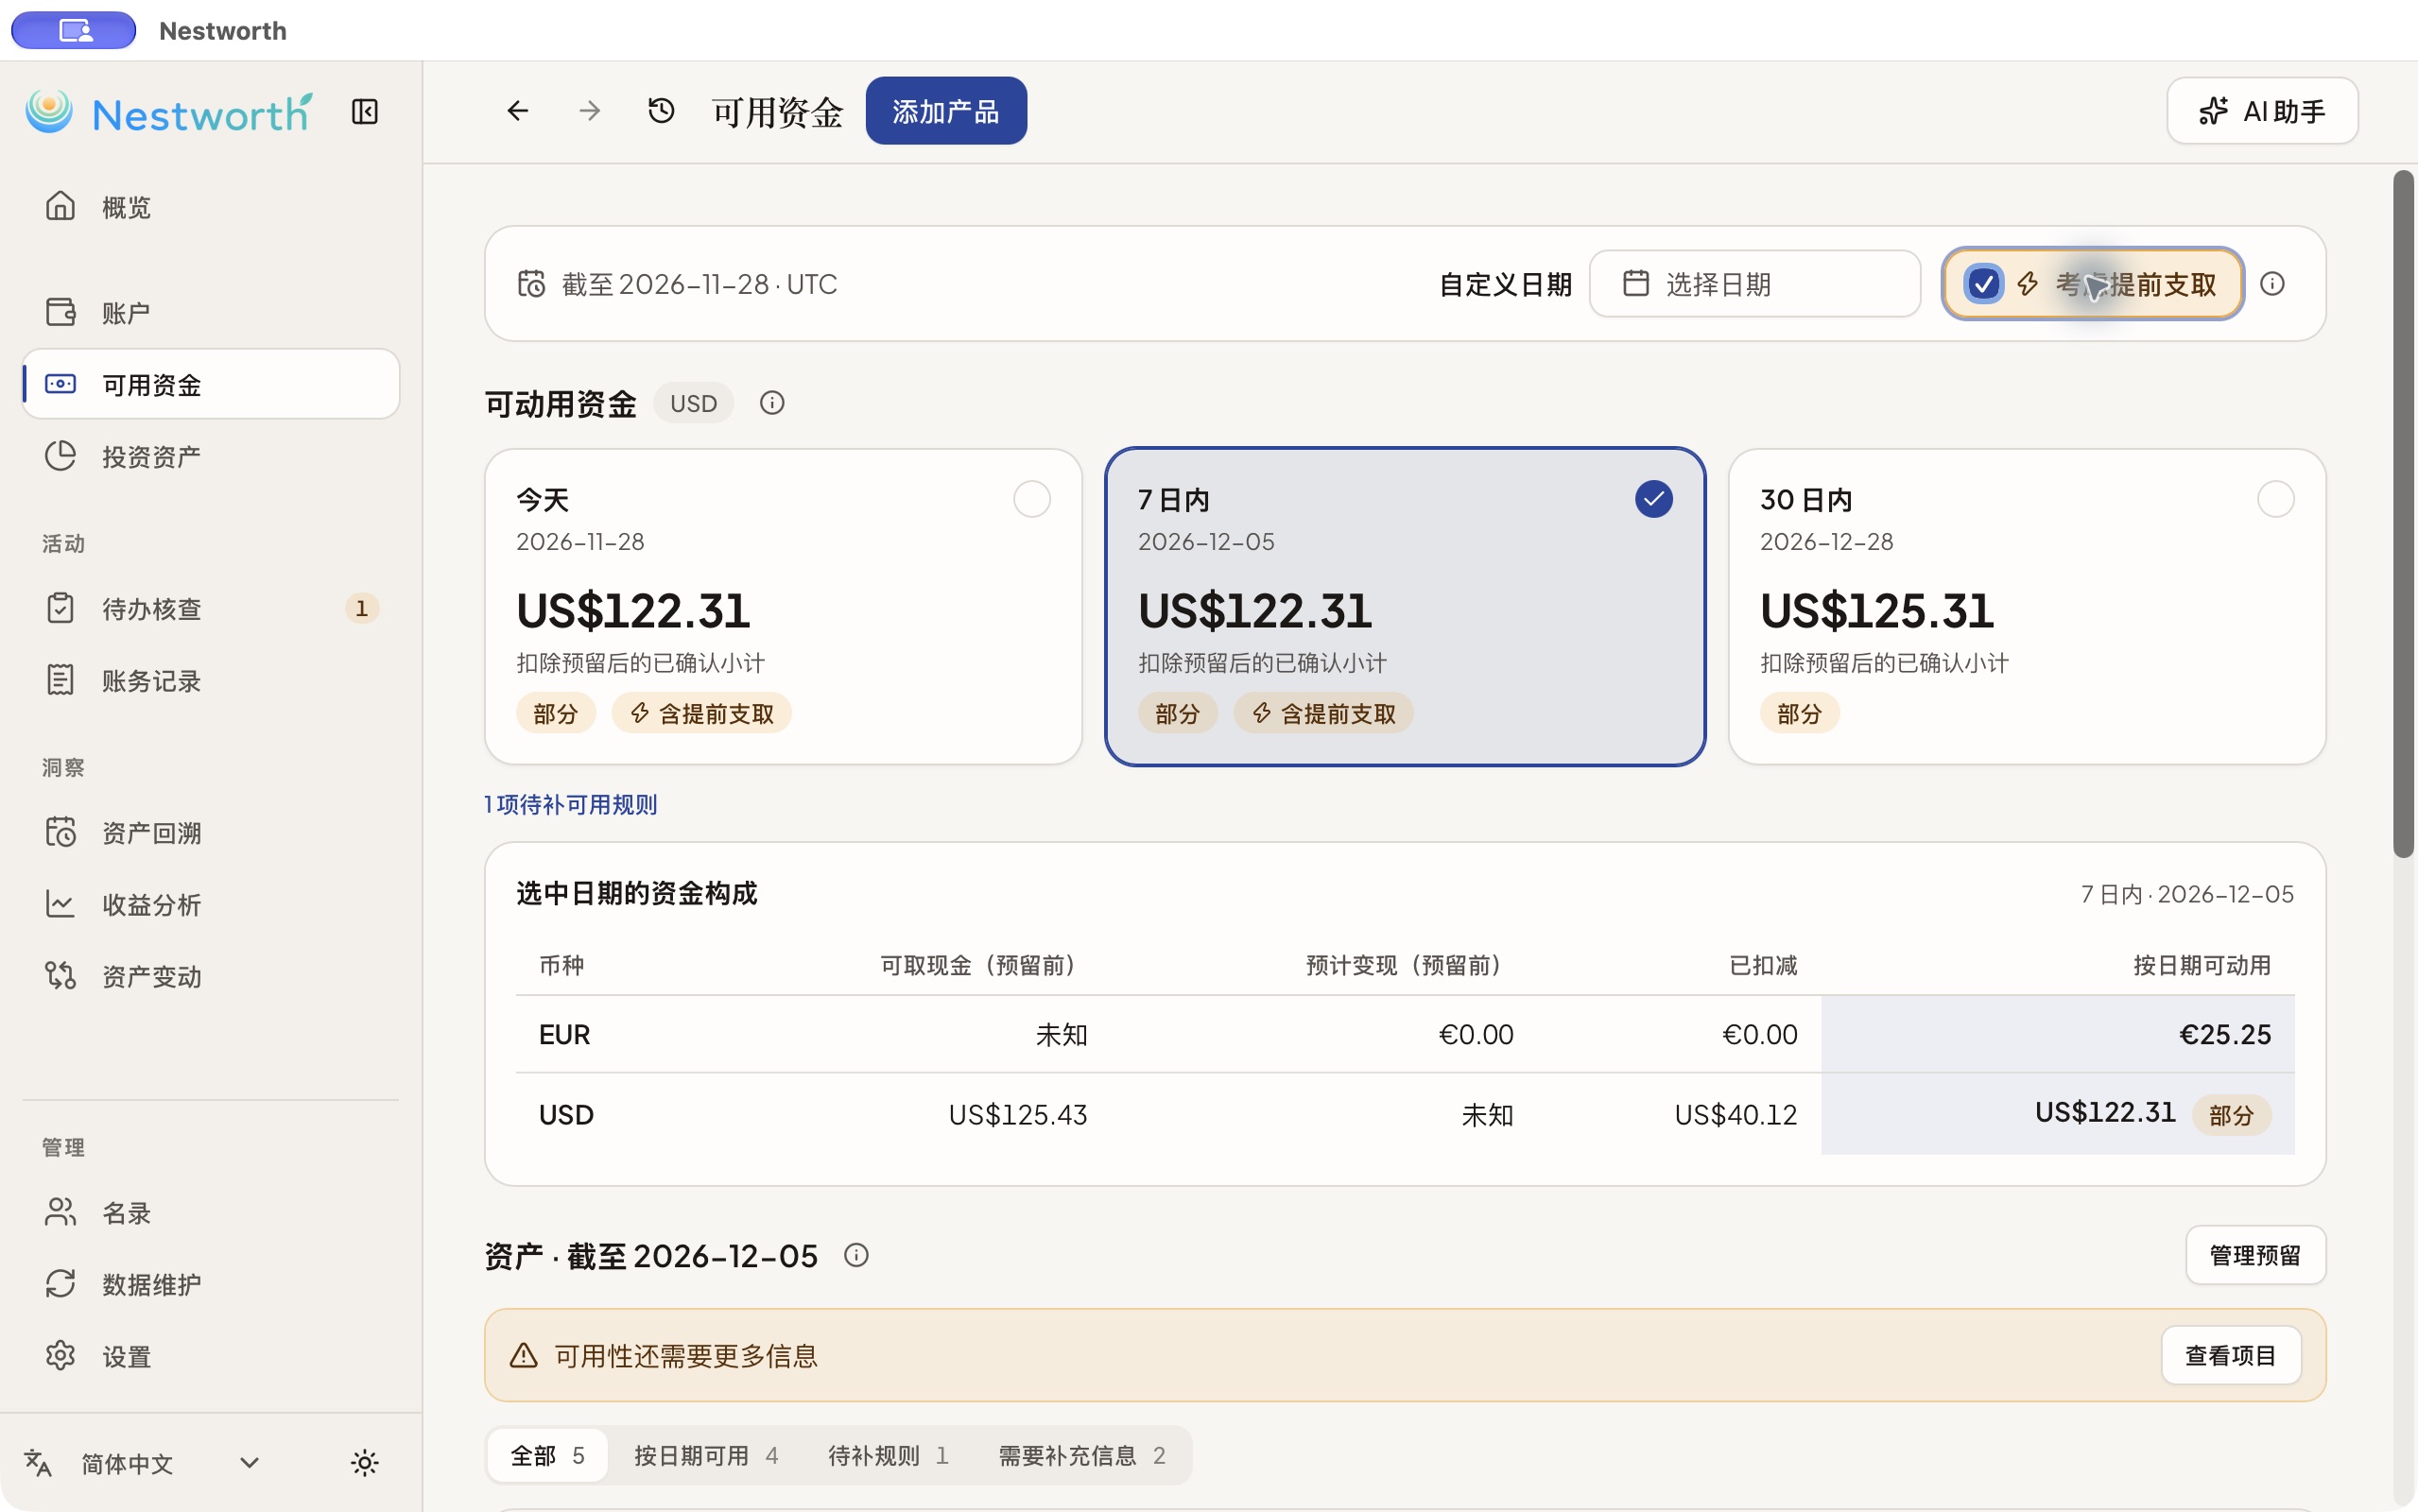 Nestworth
Nestworth
可用资金
添加产品
AI 助手
概览
账户
可用资金
投资资产
活动
待办核查 1
账务记录
洞察
资产回溯
收益分析
资产变动
管理
名录
数据维护
设置
简体中文
截至 2026-11-28 · UTC
自定义日期
选择日期
考虑提前支取
可动用资金 USD
今天
2026-11-28
US$122.31
扣除预留后的已确认小计
部分 含提前支取
7 日内
2026-12-05
US$122.31
扣除预留后的已确认小计
部分 含提前支取
30 日内
2026-12-28
US$125.31
扣除预留后的已确认小计
部分
1 项待补可用规则
选中日期的资金构成
7 日内 · 2026-12-05
币种 可取现金（预留前） 预计变现（预留前） 已扣减 按日期可动用
EUR 未知 €0.00 €0.00 €25.25
USD US$125.43 未知 US$40.12 US$122.31 部分
资产 · 截至 2026-12-05
管理预留
可用性还需要更多信息
查看项目
全部 5 按日期可用 4 待补规则 1 需要补充信息 2